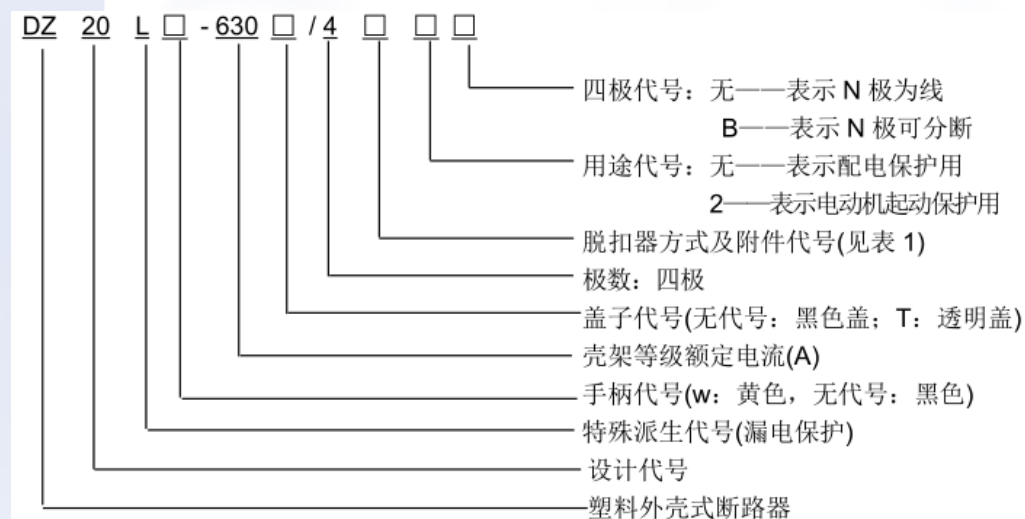 DZ 20 L □ - 630 □ / 4 □ □ □
四极代号：无——表示 N 极为线
B——表示 N 极可分断
用途代号：无——表示配电保护用
2——表示电动机起动保护用
脱扣器方式及附件代号(见表 1)
极数：四极
盖子代号(无代号：黑色盖；T：透明盖)
壳架等级额定电流(A)
手柄代号(w：黄色，无代号：黑色)
特殊派生代号(漏电保护)
设计代号
塑料外壳式断路器